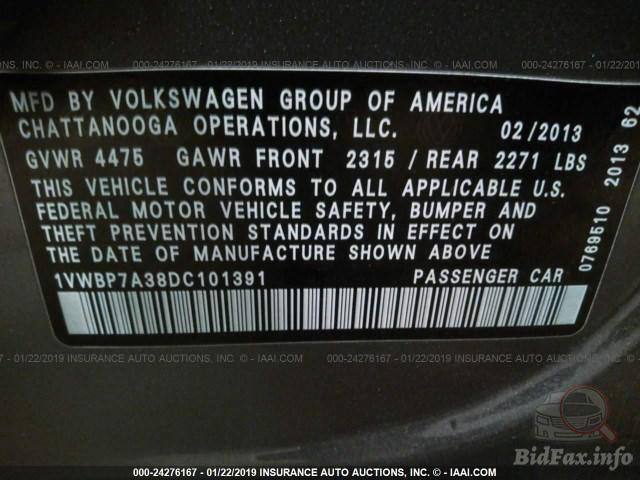 000-24276167 - 01/22/2019 INSURANCE AUTO AUCTIONS, INC. - © - WWW.IAAI.COM
MFD BY VOLKSWAGEN GROUP OF AMERICA
CHATTANOOGA OPERATIONS, LLC. 02/2013
GVWR 4475 GAWR FRONT 2315 / REAR 2271 LBS
THIS VEHICLE CONFORMS TO ALL APPLICABLE U.S.
FEDERAL MOTOR VEHICLE SAFETY, BUMPER AND
THEFT PREVENTION STANDARDS IN EFFECT ON
THE DATE OF MANUFACTURE SHOWN ABOVE
1VWBP7A38DC101391 PASSENGER CAR
0769510 2013 62
000-24276167 - 01/22/2019 INSURANCE AUTO AUCTIONS, INC. - © - WWW.IAAI.COM
BidFax.info
000-24276167 - 01/22/2019 INSURANCE AUTO AUCTIONS, INC. - © - WWW.IAAI.COM